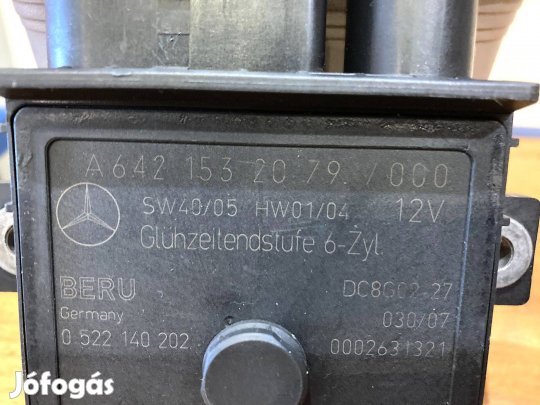 A 642 153 20 79 /000
SW40/05 HW01/04 12V
Glühzeitendstufe 6-Zyl.
BERU DC8G02-27
Germany 030/07
0 522 140 202 0002631321
Jófogás